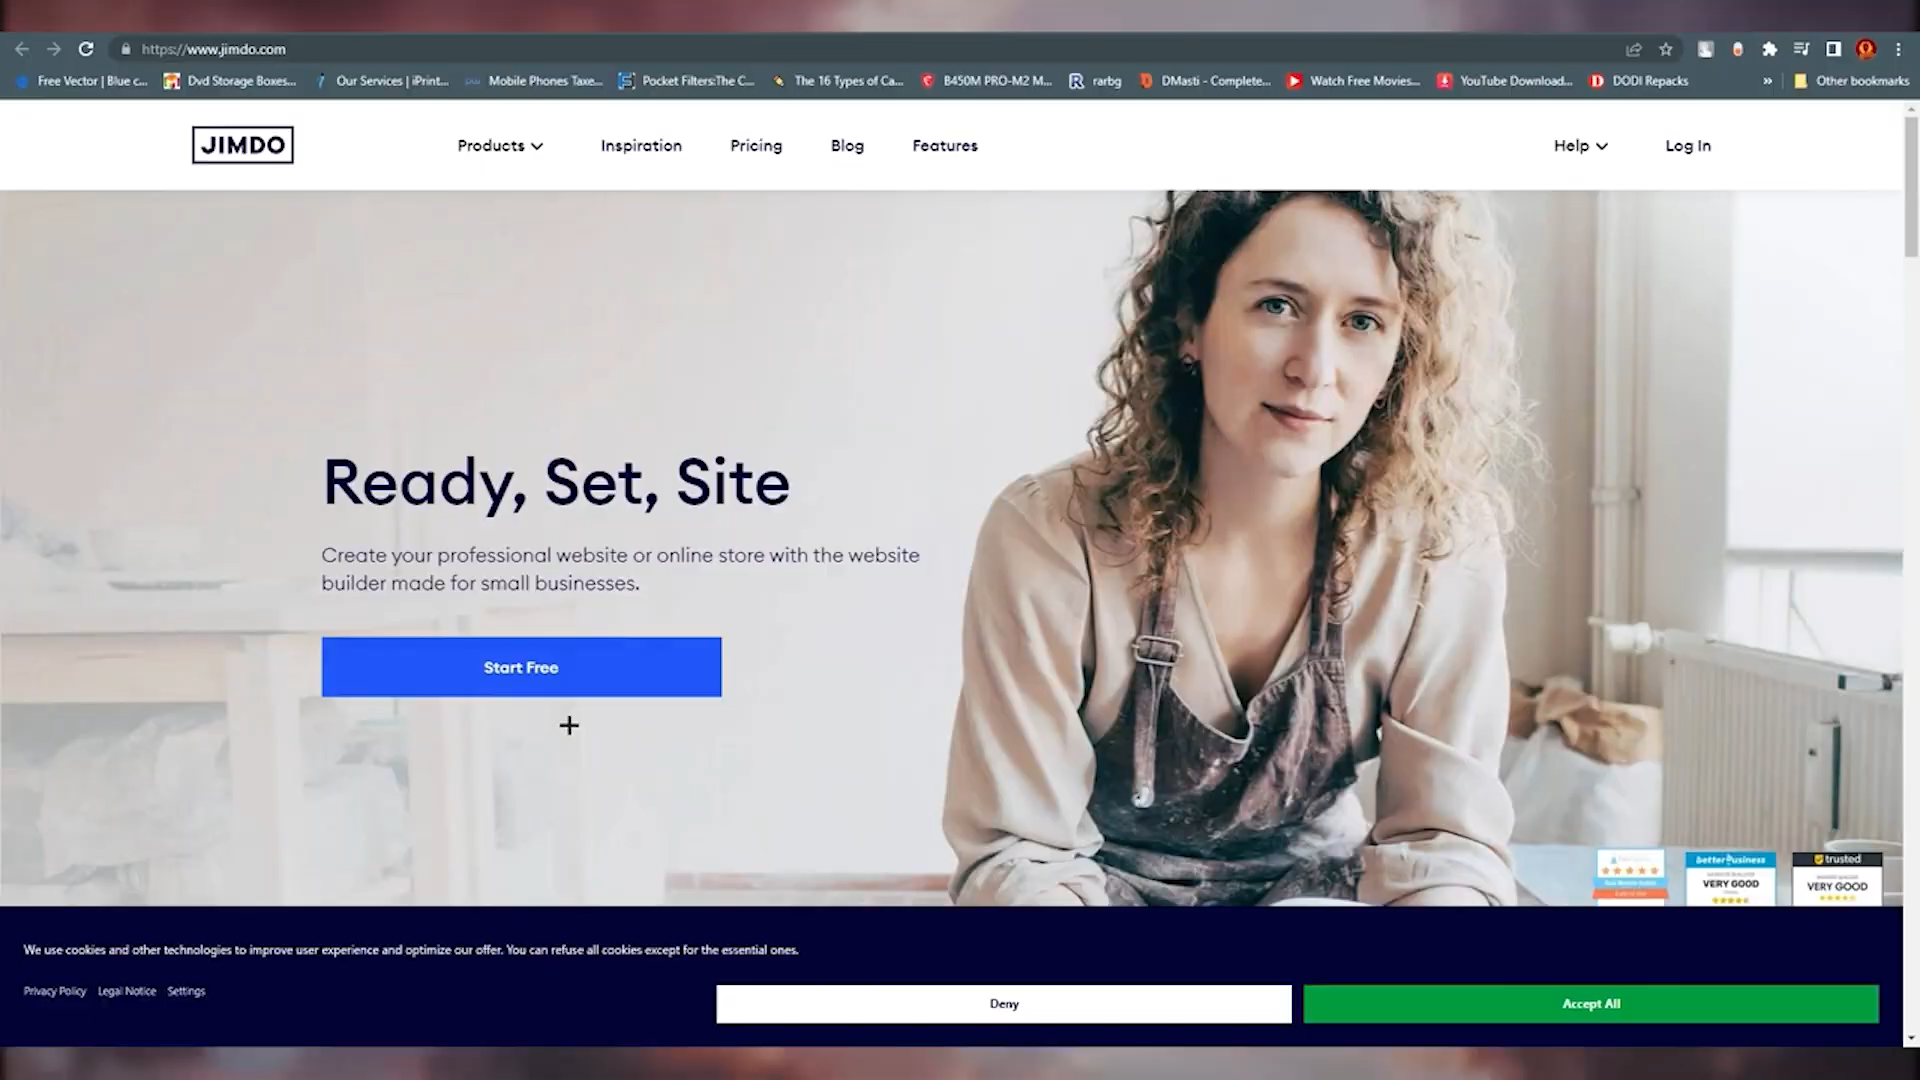 https://www.jimdo.com
Free Vector | Blue c...
Dvd Storage Boxes...
Our Services | iPrint...
Mobile Phones Taxe...
Pocket Filters:The C...
The 16 Types of Ca...
B450M PRO-M2 M...
rarbg
DMasti - Complete...
Watch Free Movies...
YouTube Download...
DODI Repacks
»
Other bookmarks
JIMDO
Products
Inspiration
Pricing
Blog
Features
Help
Log In
Ready, Set, Site
Create your professional website or online store with the website
builder made for small businesses.
Start Free
betterBusiness
VERY GOOD
trusted
VERY GOOD
We use cookies and other technologies to improve user experience and optimize our offer. You can refuse all cookies except for the essential ones.
Privacy Policy Legal Notice Settings
Deny
Accept All